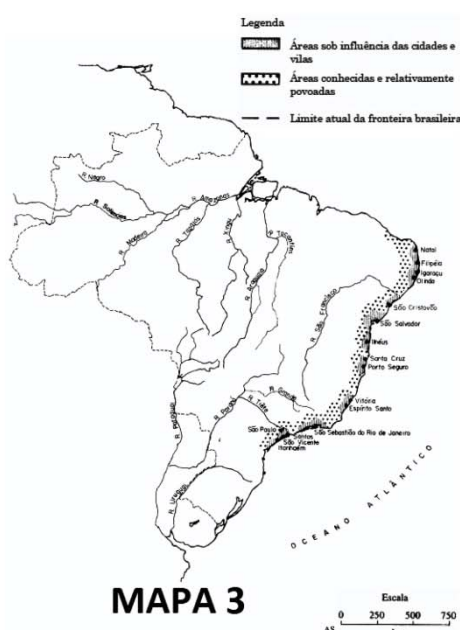 Legenda
Áreas sob influência das cidades e
vilas
Áreas conhecidas e relativamente
povoadas
Limite atual da fronteira brasileira
R. Negro
R. Solimões
R. Amazonas
R. Madeira
R. Tapajós
R. Xingu
R. Tocantins
R. Araguaia
R. São Francisco
Natal
Filipéia
Igaraçu
Olinda
São Cristovão
São Salvador
Ilhéus
Santa Cruz
Porto Seguro
Vitória
Espírito Santo
R. Grande
R. Tietê
R. Paraná
R. Paraguai
R. Uruguai
São Paulo
São Sebastião do Rio de Janeiro
Santos
São Vicente
Itanhaém
OCEANO ATLÂNTICO
MAPA 3
Escala
0 250 500 750